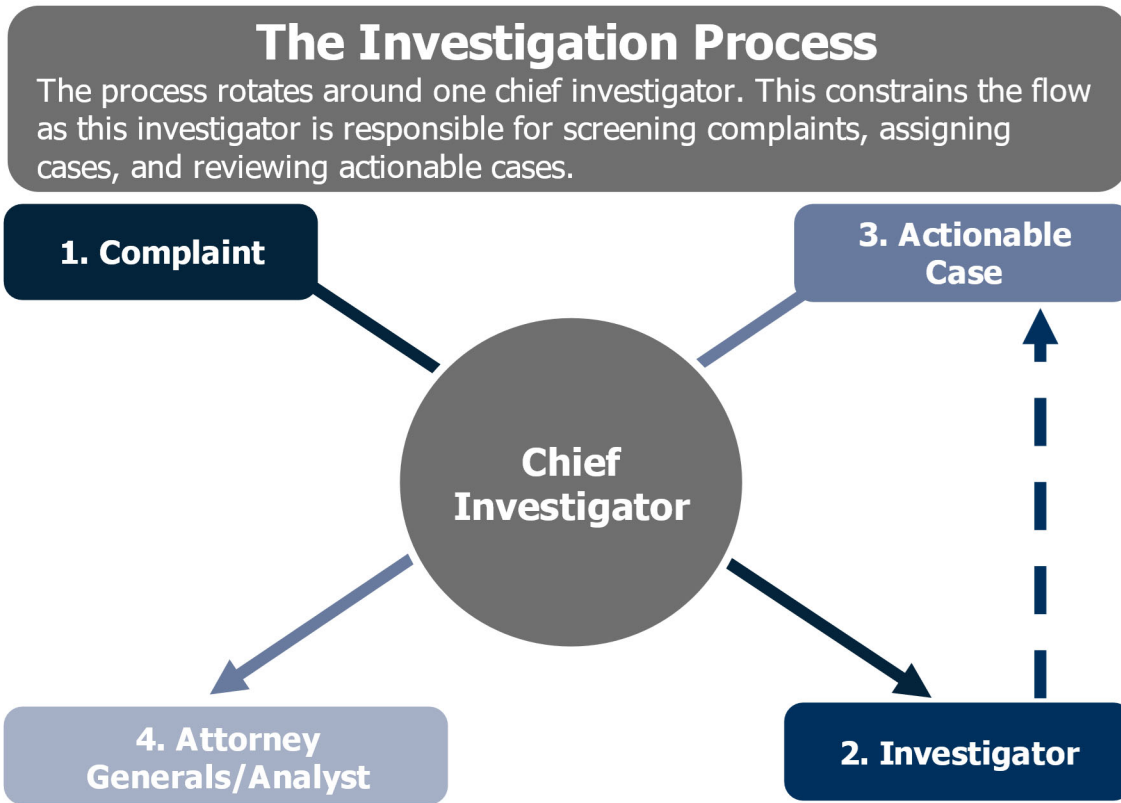 The Investigation Process
The process rotates around one chief investigator. This constrains the flow
as this investigator is responsible for screening complaints, assigning
cases, and reviewing actionable cases.
1. Complaint
3. Actionable
Case
Chief
Investigator
4. Attorney
Generals/Analyst
2. Investigator